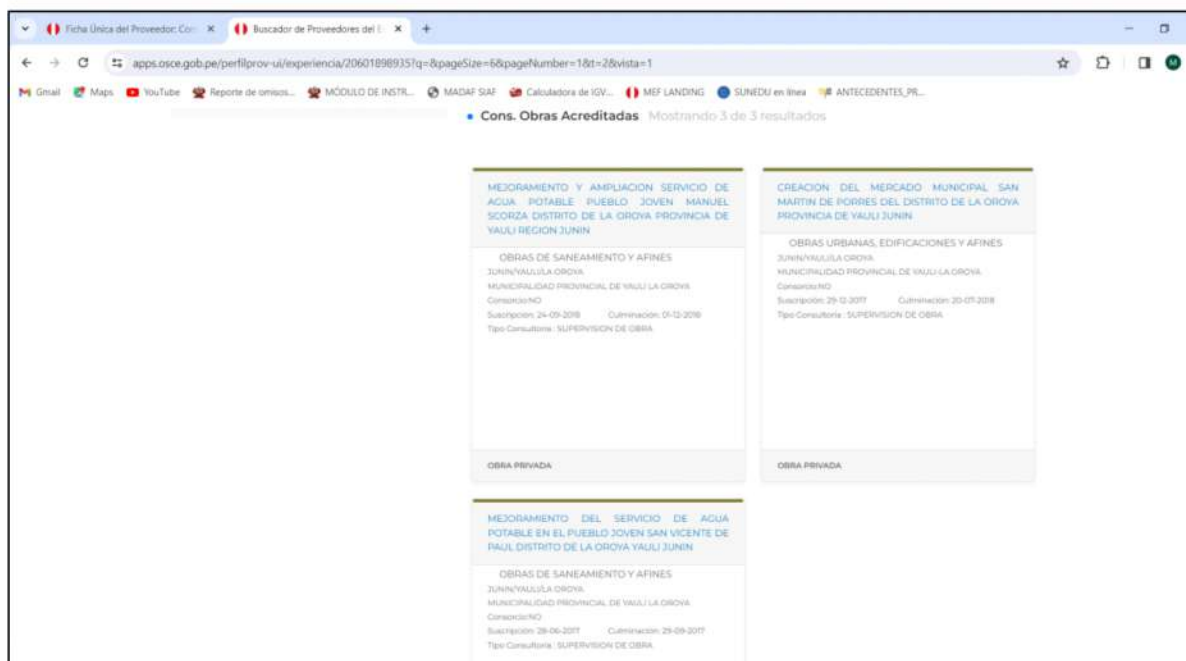 Ficha Única del Proveedor: Con
Buscador de Proveedores del E
apps.osce.gob.pe/perfilprov-ui/experiencia/20601898935?q=&pageSize=6&pageNumber=1&t=2&vista=1
Gmail Maps YouTube Reporte de omisos... MÓDULO DE INSTR... MADAF SIAF Calculadora de IGV... MEF LANDING SUNEDU en línea ANTECEDENTES_PR...
Cons. Obras Acreditadas Mostrando 3 de 3 resultados
MEJORAMIENTO Y AMPLIACION SERVICIO DE
AGUA POTABLE PUEBLO JOVEN MANUEL
SCORZA DISTRITO DE LA OROYA PROVINCIA DE
YAULI REGION JUNIN
OBRAS DE SANEAMIENTO Y AFINES
JUNIN/YAULI/LA OROYA
MUNICIPALIDAD PROVINCIAL DE YAULI LA OROYA
Consorcio:NO
Suscripción: 24-09-2018 Culminación: 01-12-2018
Tipo Consultoria : SUPERVISION DE OBRA
OBRA PRIVADA
CREACION DEL MERCADO MUNICIPAL SAN
MARTIN DE PORRES DEL DISTRITO DE LA OROYA
PROVINCIA DE YAULI JUNIN
OBRAS URBANAS, EDIFICACIONES Y AFINES
JUNIN/YAULI/LA OROYA
MUNICIPALIDAD PROVINCIAL DE YAULI-LA OROYA
Consorcio:NO
Suscripción: 29-12-2017 Culminación: 20-07-2018
Tipo Consultoria : SUPERVISION DE OBRA
OBRA PRIVADA
MEJORAMIENTO DEL SERVICIO DE AGUA
POTABLE EN EL PUEBLO JOVEN SAN VICENTE DE
PAUL DISTRITO DE LA OROYA YAULI JUNIN
OBRAS DE SANEAMIENTO Y AFINES
JUNIN/YAULI/LA OROYA
MUNICIPALIDAD PROVINCIAL DE YAULI LA OROYA
Consorcio:NO
Suscripción: 28-06-2017 Culminación: 29-09-2017
Tipo Consultoria : SUPERVISION DE OBRA